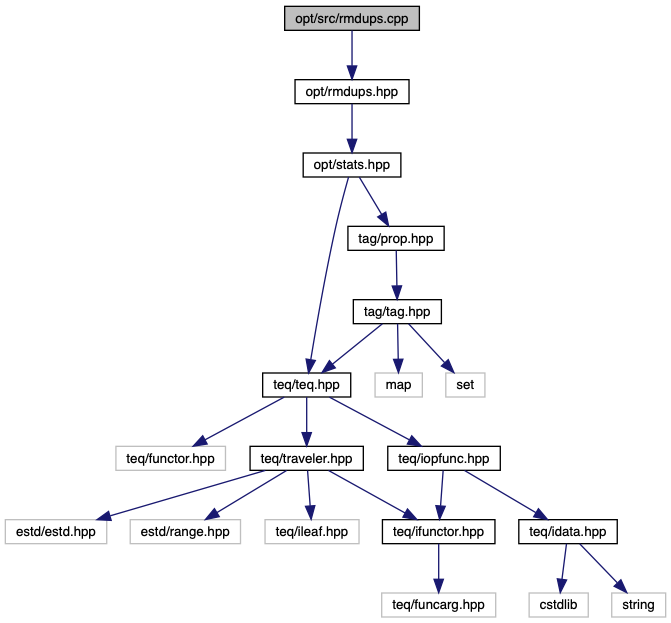 opt/src/rmdups.cpp
opt/rmdups.hpp
opt/stats.hpp
tag/prop.hpp
tag/tag.hpp
teq/teq.hpp
map
set
teq/functor.hpp
teq/traveler.hpp
teq/iopfunc.hpp
estd/estd.hpp
estd/range.hpp
teq/ileaf.hpp
teq/ifunctor.hpp
teq/idata.hpp
teq/funcarg.hpp
cstdlib
string